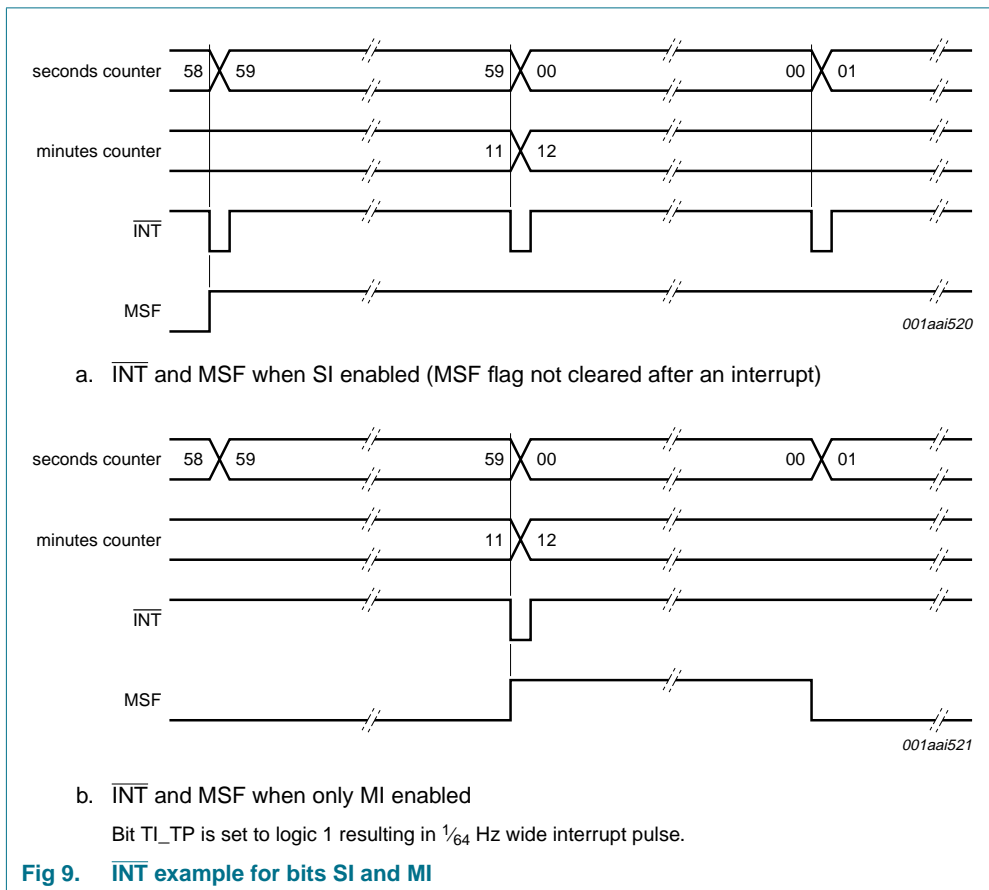 seconds counter 58 59 59 00 00 01
minutes counter 11 12
INT
MSF
001aai520
a. INT and MSF when SI enabled (MSF flag not cleared after an interrupt)
seconds counter 58 59 59 00 00 01
minutes counter 11 12
INT
MSF
001aai521
b. INT and MSF when only MI enabled
Bit TI_TP is set to logic 1 resulting in 1⁄64 Hz wide interrupt pulse.
Fig 9. INT example for bits SI and MI